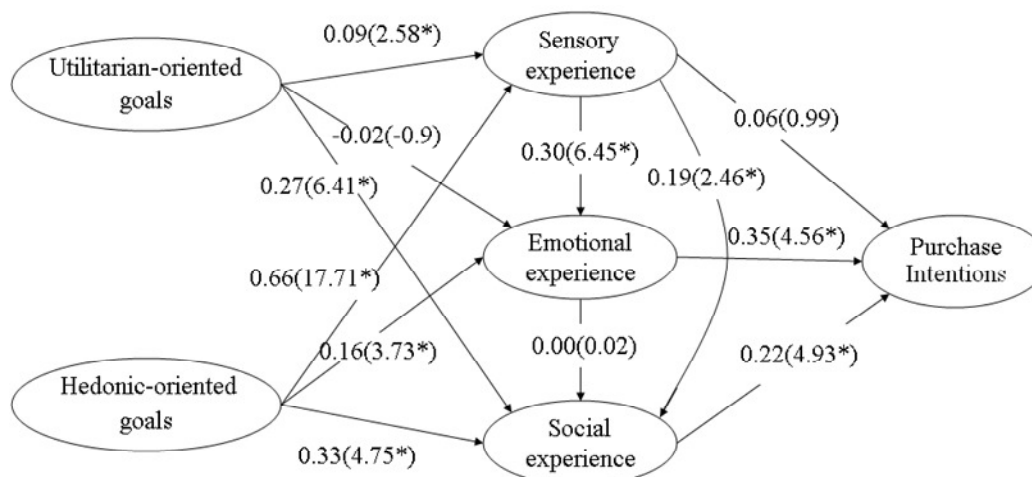 0.09(2.58*)
Sensory
experience
Utilitarian-oriented
goals
-0.02(-0.9)
0.06(0.99)
0.30(6.45*)
0.27(6.41*)
0.19(2.46*)
Emotional
experience
0.35(4.56*)
Purchase
Intentions
0.66(17.71*)
0.16(3.73*)
0.00(0.02)
0.22(4.93*)
Hedonic-oriented
goals
Social
experience
0.33(4.75*)